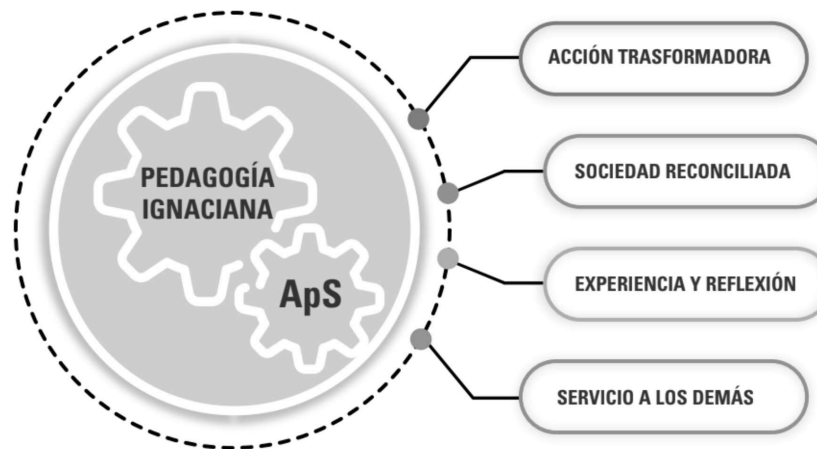 PEDAGOGÍA
IGNACIANA
ApS
ACCIÓN TRASFORMADORA
SOCIEDAD RECONCILIADA
EXPERIENCIA Y REFLEXIÓN
SERVICIO A LOS DEMÁS